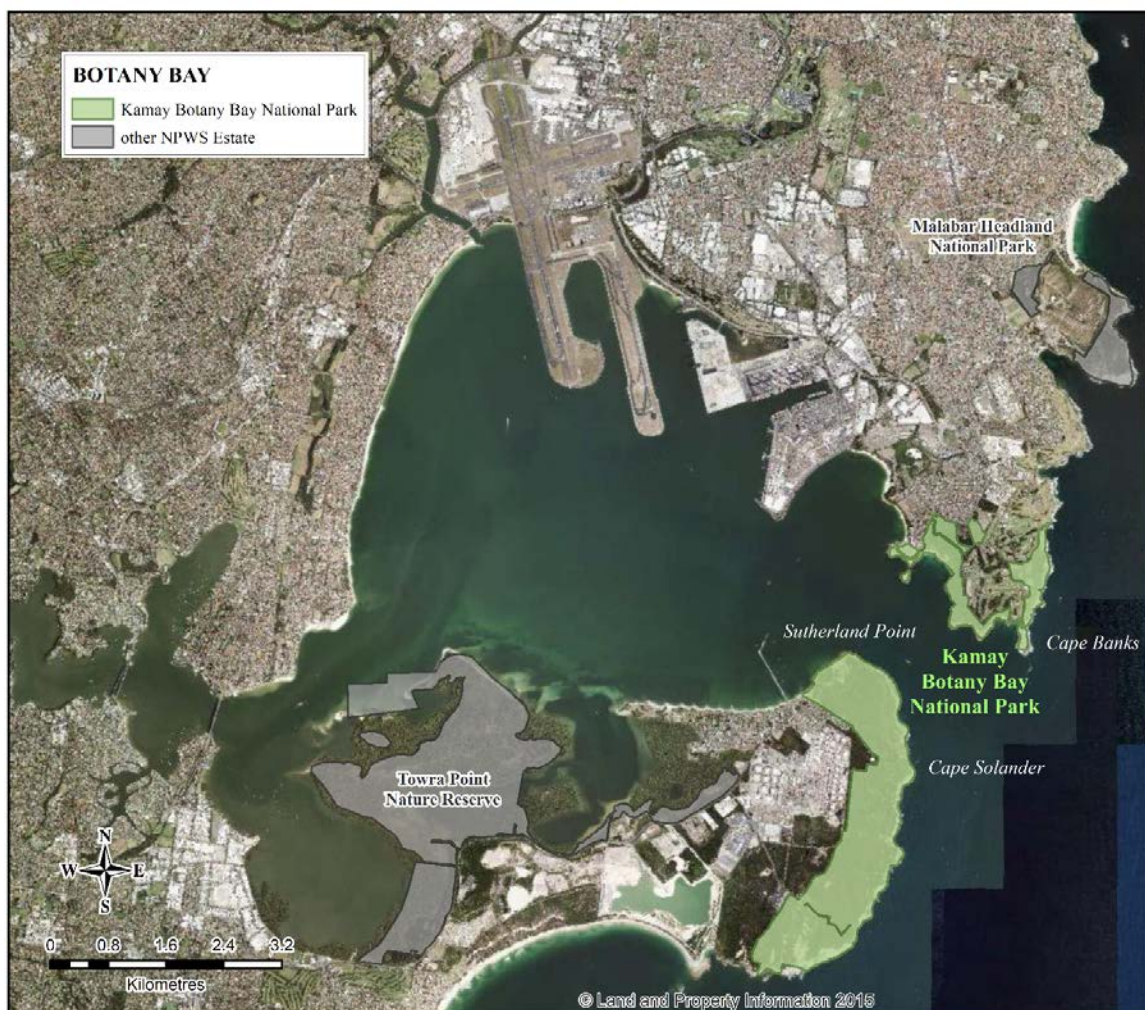 BOTANY BAY
Kamay Botany Bay National Park
other NPWS Estate
Malabar Headland
National Park
Sutherland Point
Cape Banks
Kamay
Botany Bay
National Park
Cape Solander
Towra Point
Nature Reserve
N
W E
S
0 0.8 1.6 2.4 3.2
Kilometres
© Land and Property Information 2015